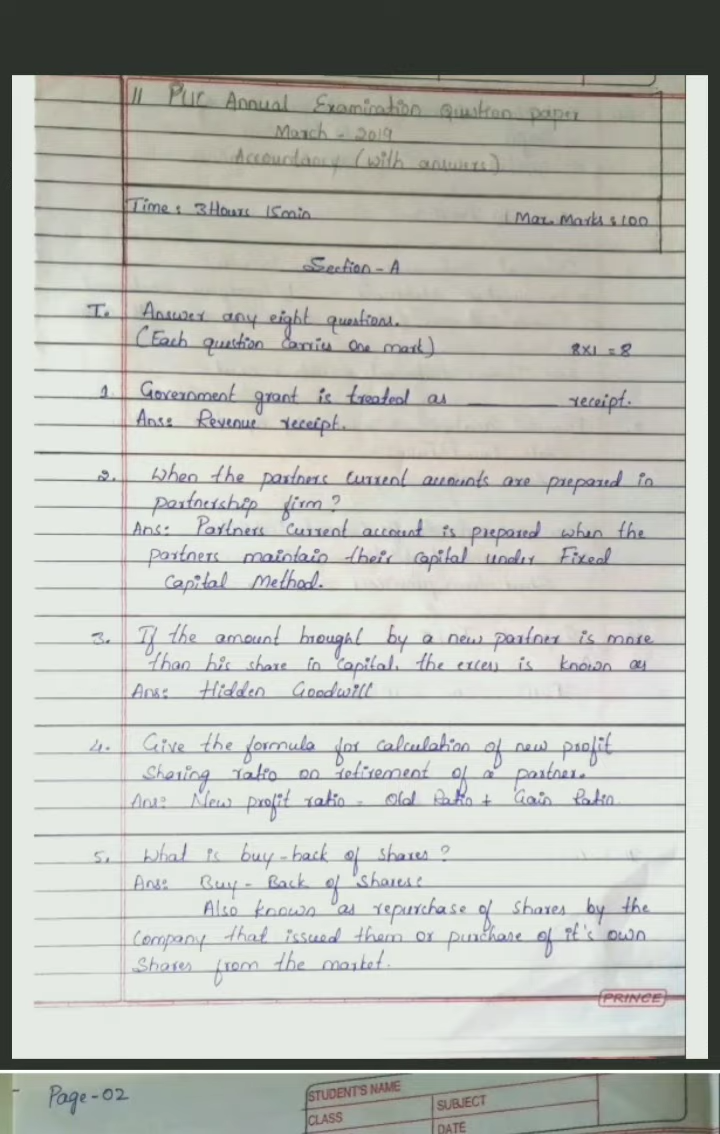 II PUC Annual Examination Question paper
March - 2019
Accountancy (with answers)
Time : 3 Hours 15min Max. Marks : 100
Section - A
I. Answer any eight questions.
(Each question carries One mark) 8x1 = 8
1. Government grant is treated as ________ receipt.
Ans: Revenue receipt.
2. When the partners current accounts are prepared in
partnership firm?
Ans: Partners current account is prepared when the
partners maintain their capital under Fixed
Capital Method.
3. If the amount brought by a new partner is more
than his share in capital, the excess is known as
Ans: Hidden Goodwill
4. Give the formula for calculation of new profit
sharing ratio on retirement of a partner.
Ans: New profit ratio = Old Ratio + Gain Ratio
5. What is buy-back of shares?
Ans: Buy - Back of Shares:
Also known as repurchase of shares by the
company that issued them or purchase of it's own
Shares from the market.
PRINCE
Page-02
STUDENT'S NAME
CLASS SUBJECT
DATE